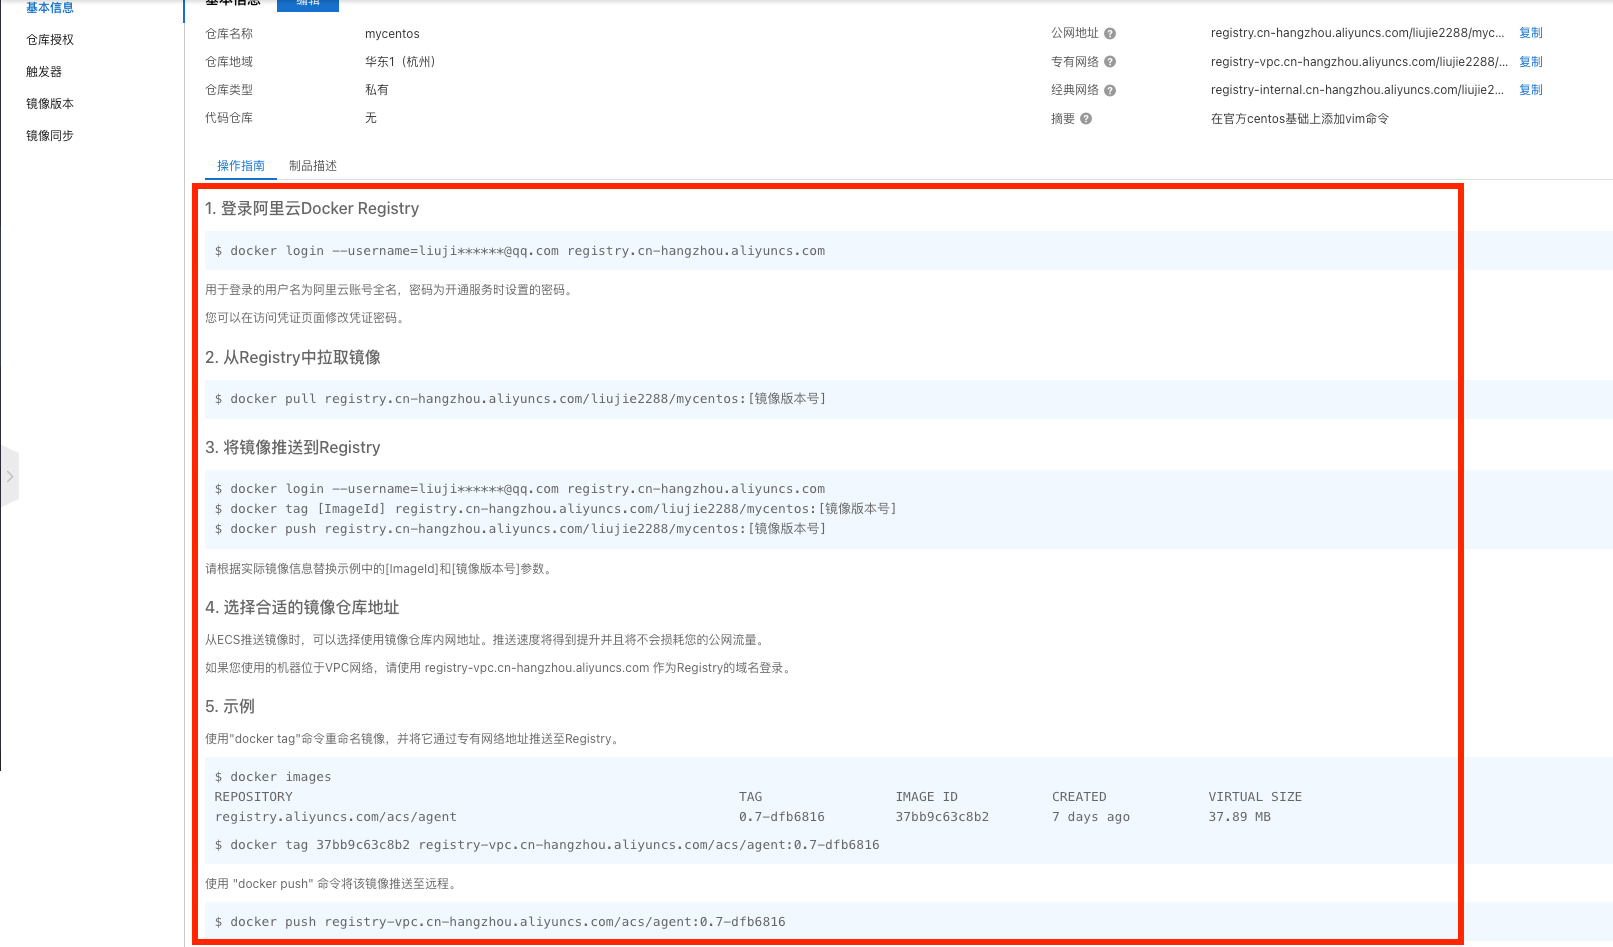 基本信息
仓库授权
触发器
镜像版本
镜像同步
基本信息
编辑
仓库名称 mycentos
仓库地域 华东1（杭州）
仓库类型 私有
代码仓库 无
公网地址 registry.cn-hangzhou.aliyuncs.com/liujie2288/myc... 复制
专有网络 registry-vpc.cn-hangzhou.aliyuncs.com/liujie2288/... 复制
经典网络 registry-internal.cn-hangzhou.aliyuncs.com/liujie2... 复制
摘要 在官方centos基础上添加vim命令
操作指南 制品描述
1. 登录阿里云Docker Registry
$ docker login --username=liuji******@qq.com registry.cn-hangzhou.aliyuncs.com
用于登录的用户名为阿里云账号全名，密码为开通服务时设置的密码。
您可以在访问凭证页面修改凭证密码。
2. 从Registry中拉取镜像
$ docker pull registry.cn-hangzhou.aliyuncs.com/liujie2288/mycentos:[镜像版本号]
3. 将镜像推送到Registry
$ docker login --username=liuji******@qq.com registry.cn-hangzhou.aliyuncs.com
$ docker tag [ImageId] registry.cn-hangzhou.aliyuncs.com/liujie2288/mycentos:[镜像版本号]
$ docker push registry.cn-hangzhou.aliyuncs.com/liujie2288/mycentos:[镜像版本号]
请根据实际镜像信息替换示例中的[ImageId]和[镜像版本号]参数。
4. 选择合适的镜像仓库地址
从ECS推送镜像时，可以选择使用镜像仓库内网地址。推送速度将得到提升并且将不会损耗您的公网流量。
如果您使用的机器位于VPC网络，请使用 registry-vpc.cn-hangzhou.aliyuncs.com 作为Registry的域名登录。
5. 示例
使用"docker tag"命令重命名镜像，并将它通过专有网络地址推送至Registry。
$ docker images
REPOSITORY TAG IMAGE ID CREATED VIRTUAL SIZE
registry.aliyuncs.com/acs/agent 0.7-dfb6816 37bb9c63c8b2 7 days ago 37.89 MB
$ docker tag 37bb9c63c8b2 registry-vpc.cn-hangzhou.aliyuncs.com/acs/agent:0.7-dfb6816
使用 "docker push" 命令将该镜像推送至远程。
$ docker push registry-vpc.cn-hangzhou.aliyuncs.com/acs/agent:0.7-dfb6816